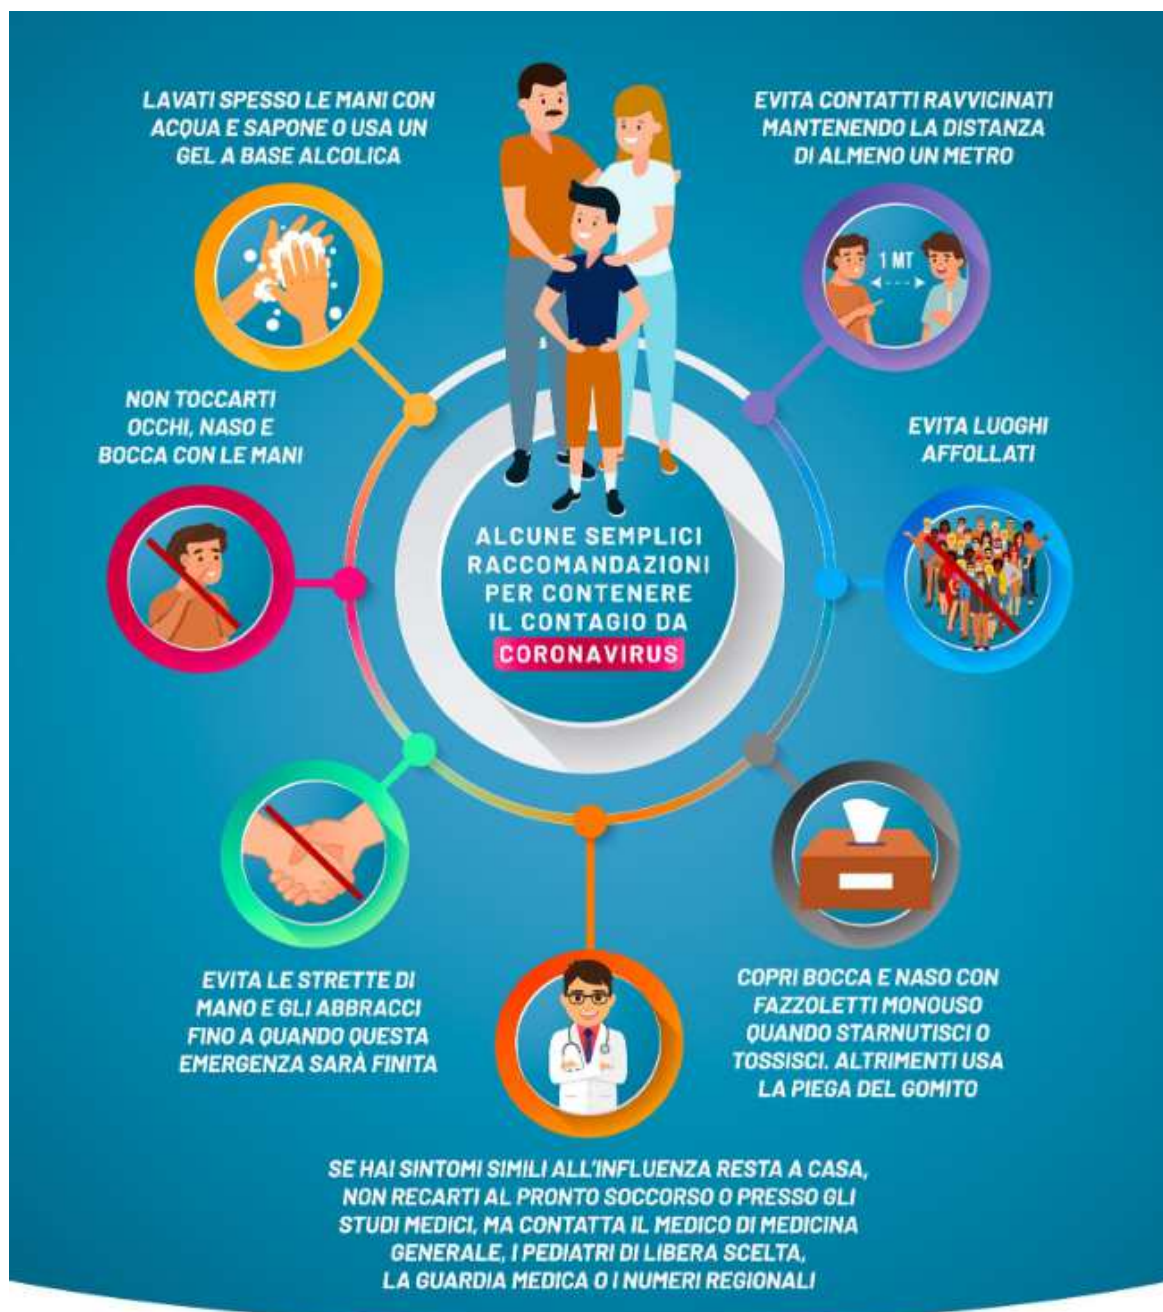 LAVATI SPESSO LE MANI CON
ACQUA E SAPONE O USA UN
GEL A BASE ALCOLICA
EVITA CONTATTI RAVVICINATI
MANTENENDO LA DISTANZA
DI ALMENO UN METRO
1 MT
NON TOCCARTI
OCCHI, NASO E
BOCCA CON LE MANI
EVITA LUOGHI
AFFOLLATI
ALCUNE SEMPLICI
RACCOMANDAZIONI
PER CONTENERE
IL CONTAGIO DA
CORONAVIRUS
EVITA LE STRETTE DI
MANO E GLI ABBRACCI
FINO A QUANDO QUESTA
EMERGENZA SARÀ FINITA
COPRI BOCCA E NASO CON
FAZZOLETTI MONOUSO
QUANDO STARNUTISCI O
TOSSISCI. ALTRIMENTI USA
LA PIEGA DEL GOMITO
SE HAI SINTOMI SIMILI ALL'INFLUENZA RESTA A CASA,
NON RECARTI AL PRONTO SOCCORSO O PRESSO GLI
STUDI MEDICI, MA CONTATTA IL MEDICO DI MEDICINA
GENERALE, I PEDIATRI DI LIBERA SCELTA,
LA GUARDIA MEDICA O I NUMERI REGIONALI